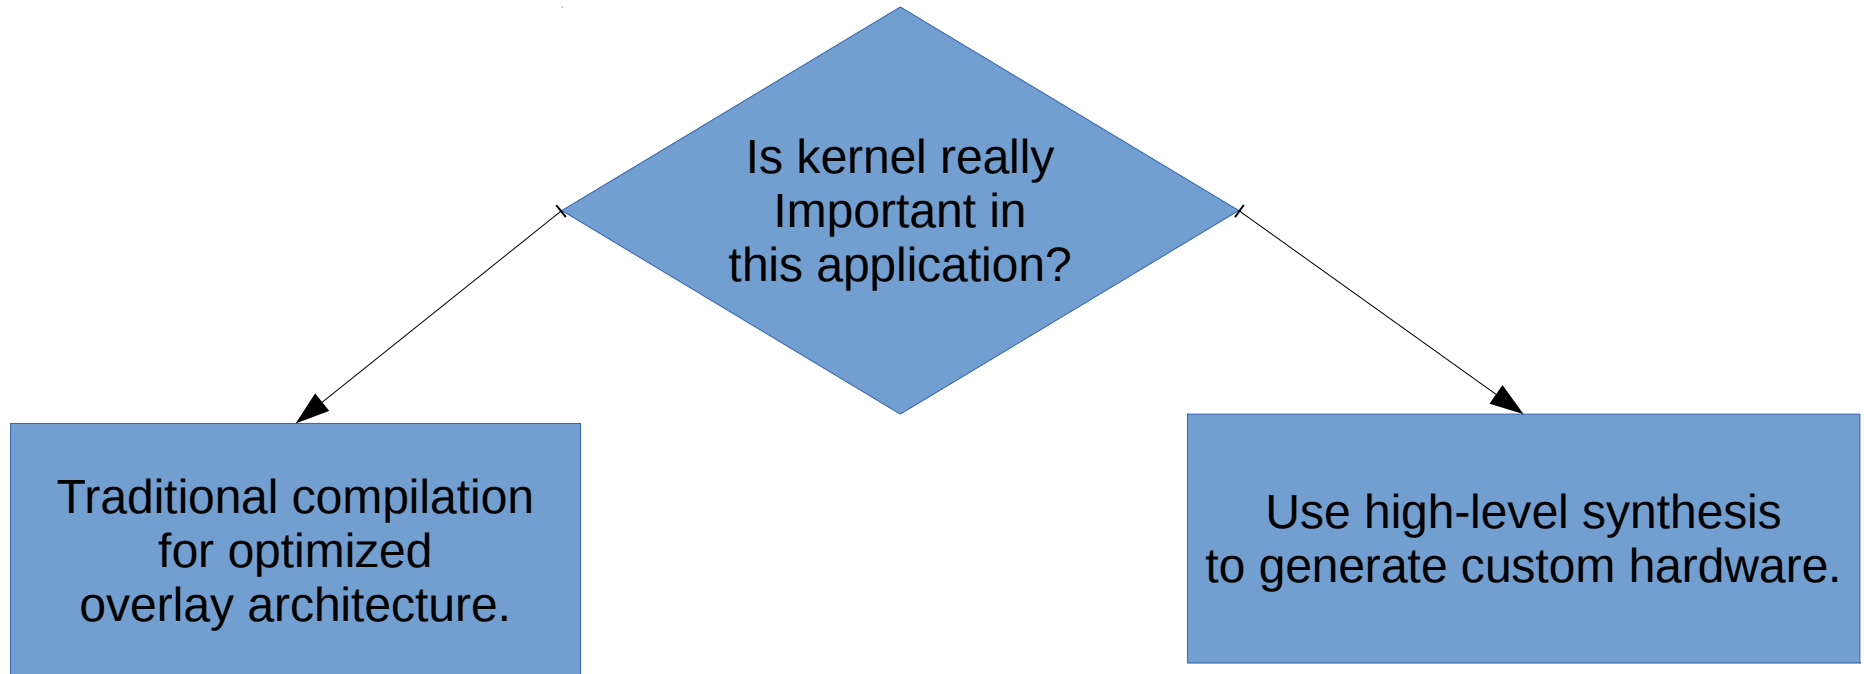 Is kernel really
Important in
this application?
Traditional compilation
for optimized
overlay architecture.
Use high-level synthesis
to generate custom hardware.